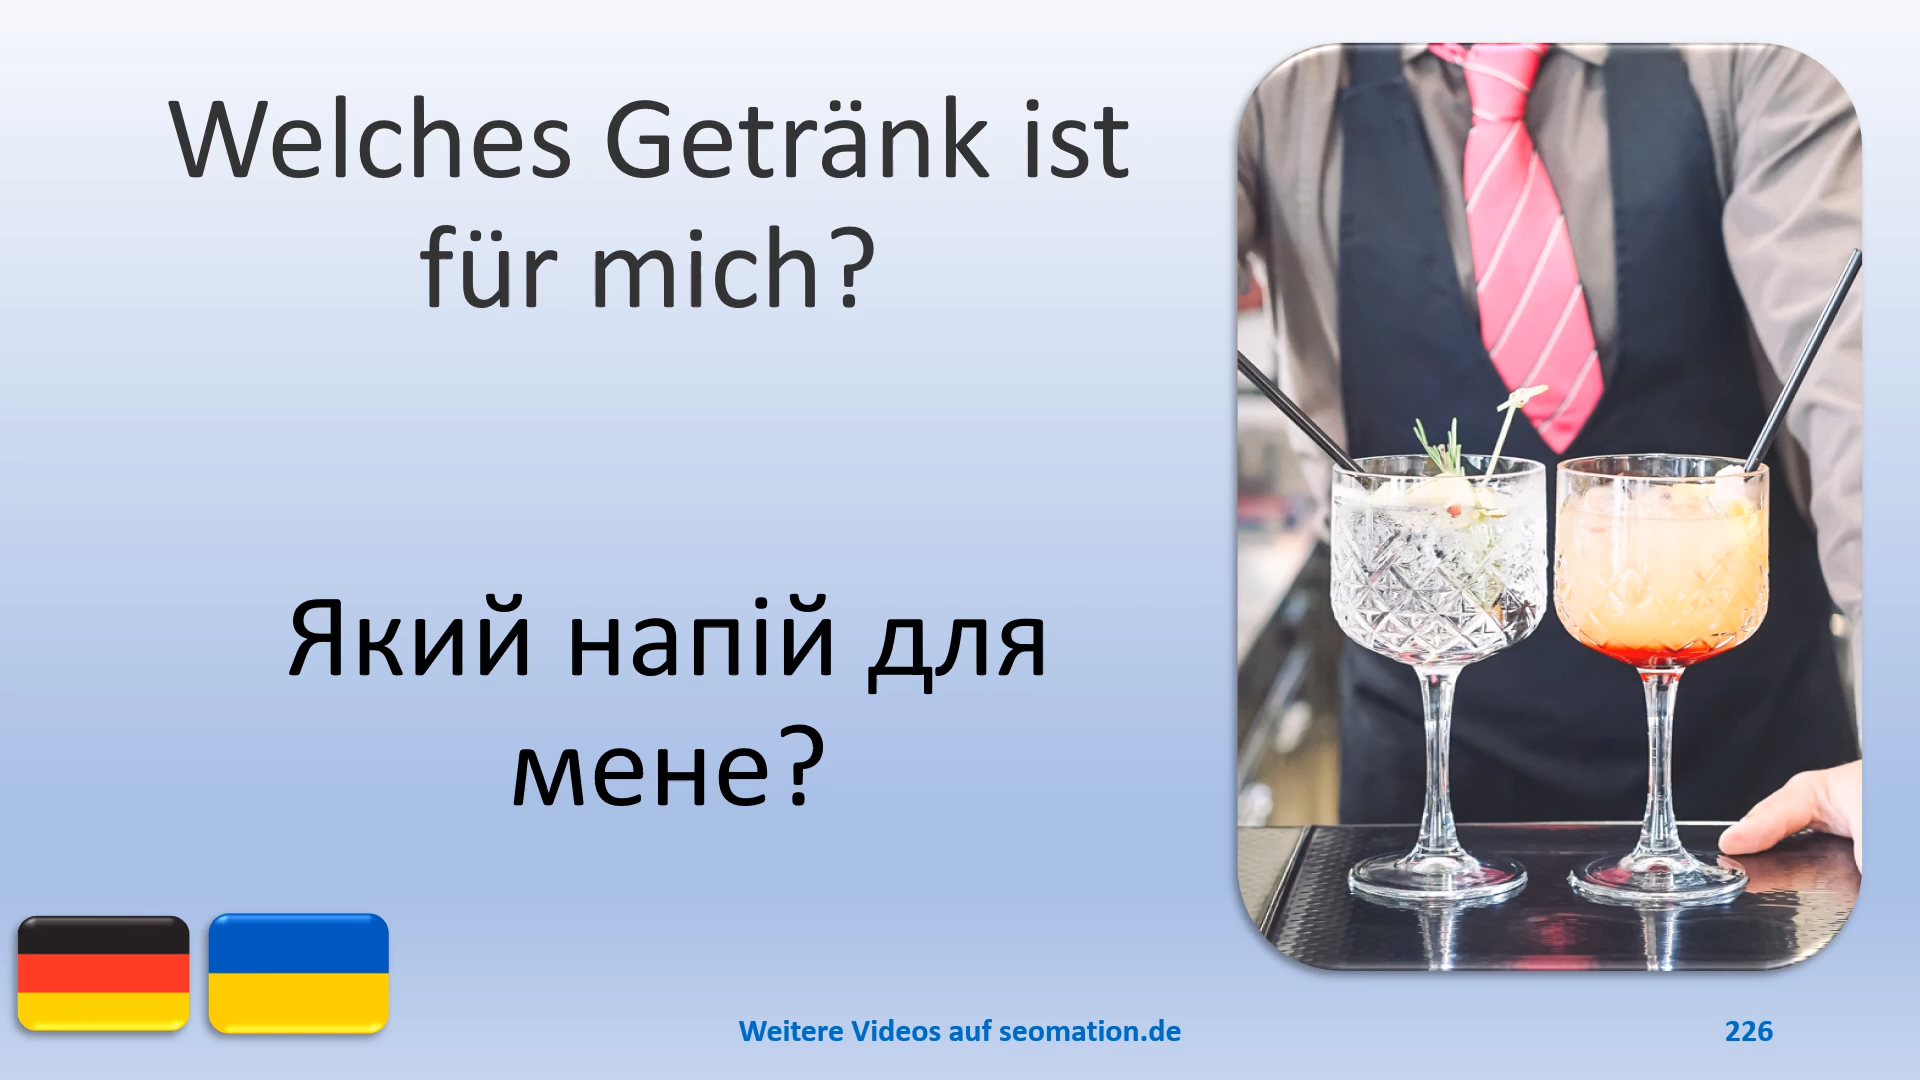 Welches Getränk ist
für mich?
Який напій для
мене?
Weitere Videos auf seomation.de
226